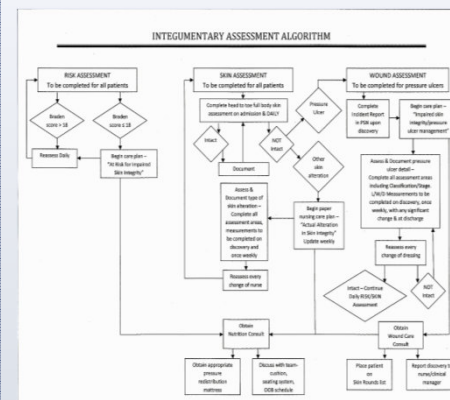 INTEGUMENTARY ASSESSMENT ALGORITHM
RISK ASSESSMENT
To be completed for all patients
Braden
score > 18
Braden
score ≤ 18
Reassess Daily
Begin care plan –
"At Risk for Impaired
Skin Integrity"
SKIN ASSESSMENT
To be completed for all patients
Complete head to toe full body skin
assessment on admission & DAILY
Intact
NOT
Intact
Document
Pressure
Ulcer
Other
skin
alteration
Assess &
Document type of
skin alteration –
Complete all
assessment areas,
measurements to
be completed on
discovery and
once weekly
Reassess every
change of nurse
Begin paper
nursing care plan –
"Actual Alteration
in Skin Integrity"
Update weekly
WOUND ASSESSMENT
To be completed for pressure ulcers
Complete
Incident Report
in PSN upon
discovery
Begin care plan –
"Impaired skin
integrity/pressure
ulcer management"
Assess & Document pressure
ulcer detail –
Complete all assessment areas
including Classification/Stage.
L/W/D Measurements to be
completed on discovery, once
weekly, with any significant
change & at discharge
Reassess every
change of dressing
Intact – Continue
Daily RISK/SKIN
Assessment
NOT
Intact
Obtain
Nutrition Consult
Obtain
Wound Care
Consult
Obtain appropriate
pressure
redistribution
mattress
Discuss with team-
cushion,
seating system,
OOB schedule
Place patient
on
Skin Rounds list
Report discovery t
nurse/clinical
manager